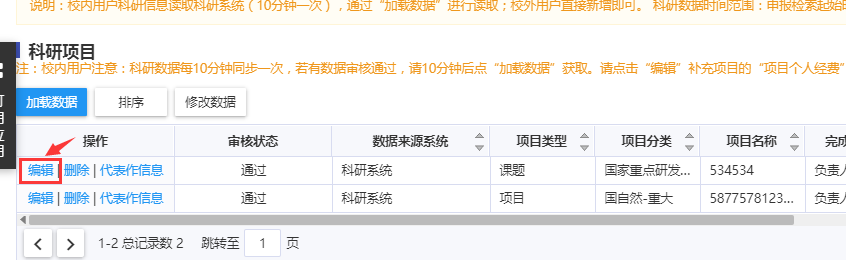 说明：校内用户科研信息读取科研系统（10分钟一次），通过“加载数据”进行读取；校外用户直接新增即可。 科研数据时间范围：申报检索起始
科研项目
注：校内用户注意：科研数据每10分钟同步一次，若有数据审核通过，请10分钟后点“加载数据”获取。请点击“编辑”补充项目的“项目个人经费”
用应用
加载数据 排序 修改数据
操作 审核状态 数据来源系统 项目类型 项目分类 项目名称 完成
编辑 | 删除 | 代表作信息 通过 科研系统 课题 国家重点研发... 534534 负责人
编辑 | 删除 | 代表作信息 通过 科研系统 项目 国自然-重大 5877578123... 负责人
1-2 总记录数 2 跳转至 1 页